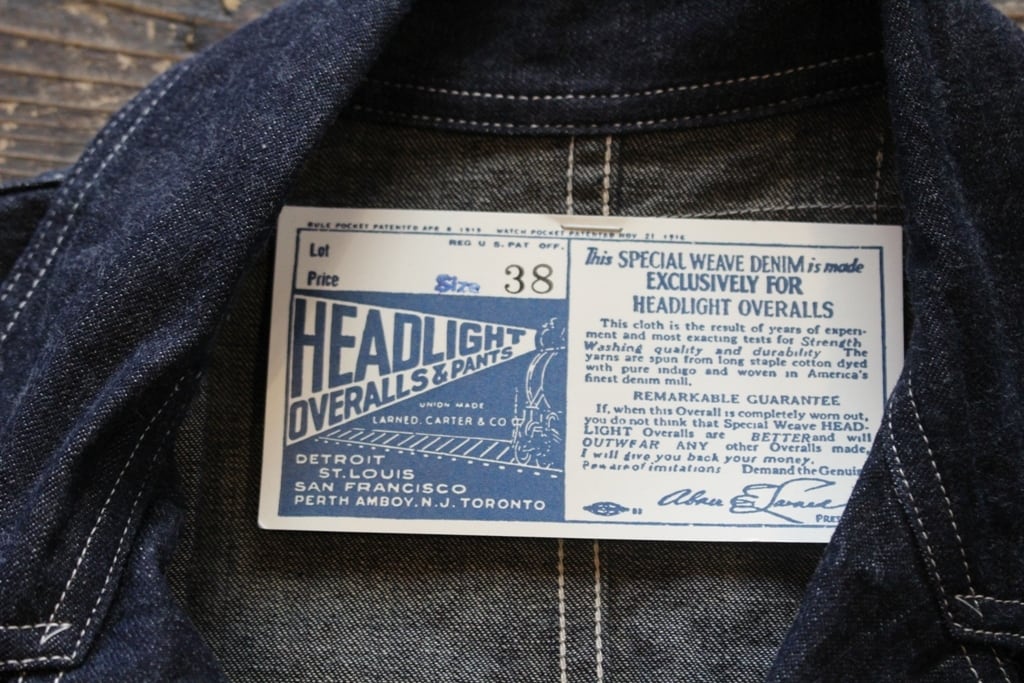 RULE POCKET PATENTED APR 8 1913 WATCH POCKET PATENTED NOV 21 1916
REG U S. PAT OFF.
Lot
Price
Size 38
HEADLIGHT
OVERALLS & PANTS
UNION MADE
LARNED, CARTER & CO
DETROIT
ST. LOUIS
SAN FRANCISCO
PERTH AMBOY. N. J. TORONTO
This SPECIAL WEAVE DENIM is made
EXCLUSIVELY FOR
HEADLIGHT OVERALLS
This cloth is the result of years of experi-
ment and most exacting tests for Strength
Washing quality and durability The
yarns are spun from long staple cotton dyed
with pure indigo and woven in America's
finest denim mill.
REMARKABLE GUARANTEE
If, when this Overall is completely worn out,
you do not think that Special Weave HEAD-
LIGHT Overalls are BETTER and will
OUTWEAR ANY other Overalls made,
I will give you back your money.
Beware of imitations Demand the Genuin
PRES